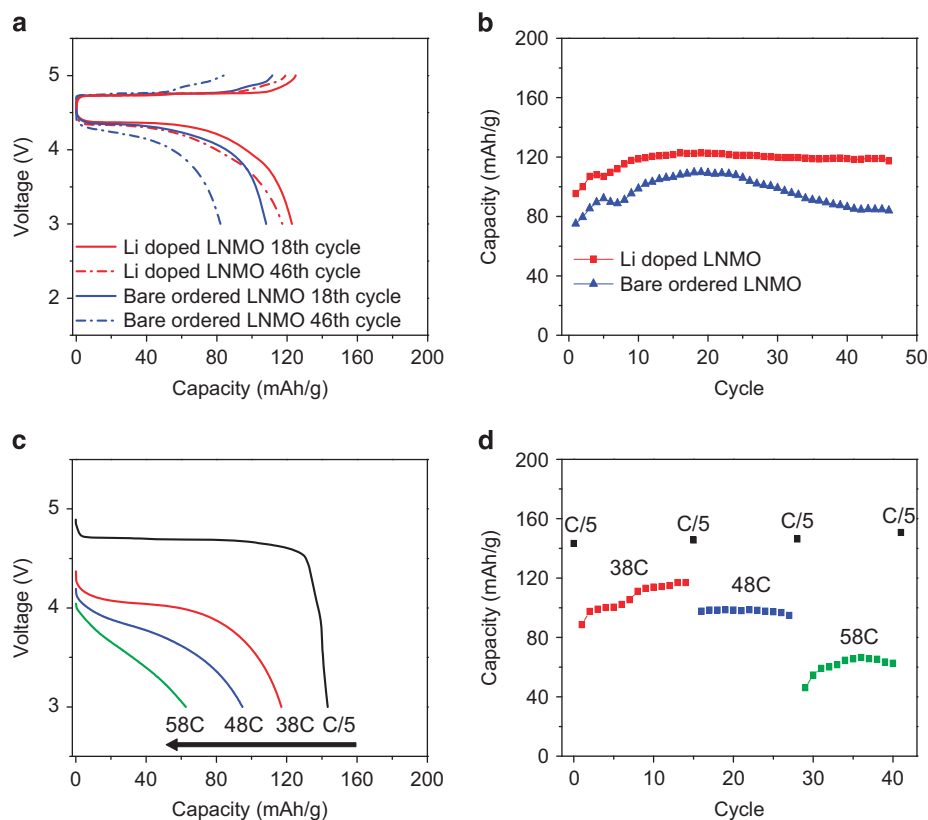 a
Voltage (V)
5
4
3
2
Li doped LNMO 18th cycle
Li doped LNMO 46th cycle
Bare ordered LNMO 18th cycle
Bare ordered LNMO 46th cycle
0 40 80 120 160 200
Capacity (mAh/g)
b
Capacity (mAh/g)
200
160
120
80
40
0
Li doped LNMO
Bare ordered LNMO
0 10 20 30 40 50
Cycle
c
Voltage (V)
5
4
3
58C 48C 38C C/5
0 40 80 120 160 200
Capacity (mAh/g)
d
Capacity (mAh/g)
200
160
120
80
40
0
C/5 C/5 C/5 C/5
38C
48C
58C
0 10 20 30 40
Cycle